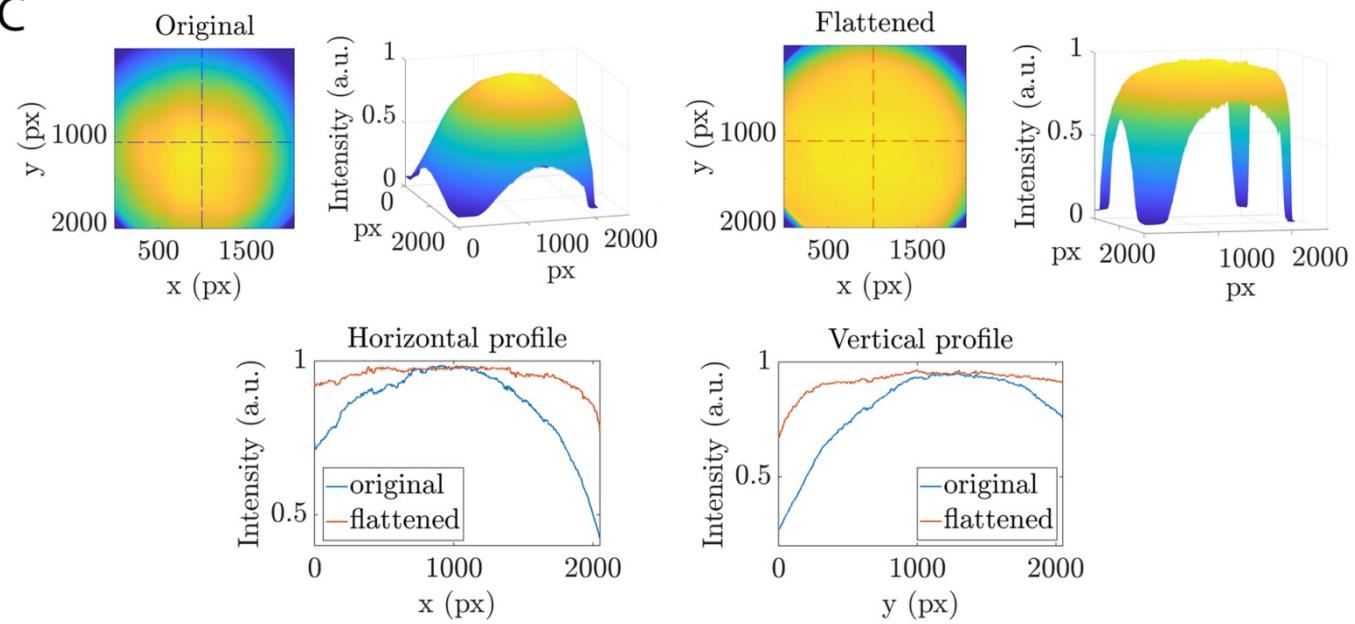 C
Original
y (px)
1000
2000
500 1500
x (px)
Intensity (a.u.)
1
0.5
0
0
px
2000
0
1000
2000
px
Flattened
y (px)
1000
2000
500 1500
x (px)
Intensity (a.u.)
1
0.5
0
px 2000
1000 2000
px
Horizontal profile
Intensity (a.u.)
1
0.5
original
flattened
0 1000 2000
x (px)
Vertical profile
Intensity (a.u.)
1
0.5
original
flattened
0 1000 2000
y (px)